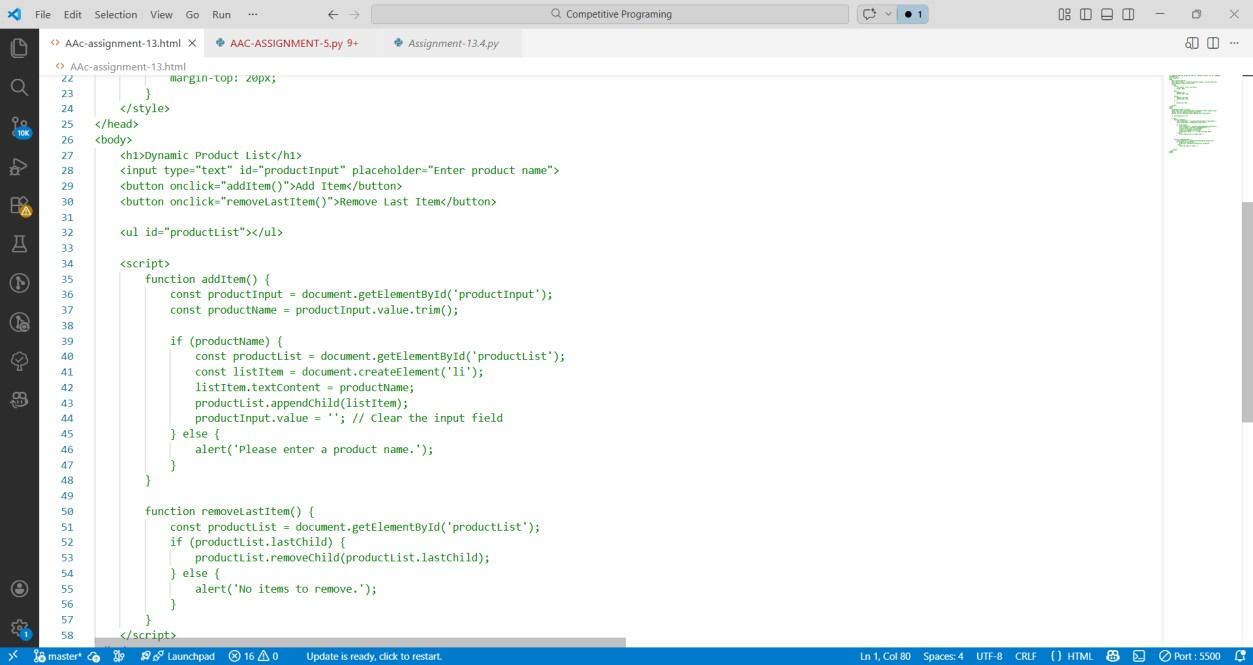 File Edit Selection View Go Run ··· Competitive Programing 1
AAc-assignment-13.html AAC-ASSIGNMENT-5.py 9+ Assignment-13.4.py
AAc-assignment-13.html
22 margin-top: 20px;
23 }
24 </style>
25 </head>
26 <body>
27 <h1>Dynamic Product List</h1>
28 <input type="text" id="productInput" placeholder="Enter product name">
29 <button onclick="addItem()">Add Item</button>
30 <button onclick="removeLastItem()">Remove Last Item</button>
31
32 <ul id="productList"></ul>
33
34 <script>
35 function addItem() {
36 const productInput = document.getElementById('productInput');
37 const productName = productInput.value.trim();
38
39 if (productName) {
40 const productList = document.getElementById('productList');
41 const listItem = document.createElement('li');
42 listItem.textContent = productName;
43 productList.appendChild(listItem);
44 productInput.value = ''; // Clear the input field
45 } else {
46 alert('Please enter a product name.');
47 }
48 }
49
50 function removeLastItem() {
51 const productList = document.getElementById('productList');
52 if (productList.lastChild) {
53 productList.removeChild(productList.lastChild);
54 } else {
55 alert('No items to remove.');
56 }
57 }
58 </script>
10K
1
master* Launchpad 16 0 Update is ready, click to restart. Ln 1, Col 80 Spaces: 4 UTF-8 CRLF { } HTML Port : 5500